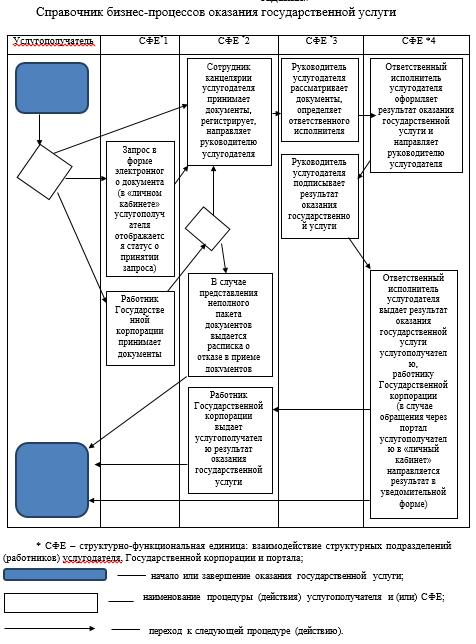 Справочник бизнес-процессов оказания государственной услуги
Услугополучатель
СФЕ *1
СФЕ *2
СФЕ *3
СФЕ *4
Запрос в
форме
электронног
о документа
(в «личном
кабинете»
услугополуч
ателя
отображаетс
я статус о
принятии
запроса)
Работник
Государстве
нной
корпорации
принимает
документы
Сотрудник
канцелярии
услугодателя
принимает
документы,
регистрирует,
направляет
руководителю
услугодателя
В случае
представления
неполного
пакета
документов
выдается
расписка о
отказе в приеме
документов
Работник
Государственной
корпорации
выдает
услугополучател
ю результат
оказания
государственной
услуги
Руководитель
услугодателя
рассматривает
документы,
определяет
ответственного
исполнителя
Руководитель
услугодателя
подписывает
результат
оказания
государственно
й услуги
Ответственный
исполнитель
услугодателя
оформляет
результат оказания
государственной
услуги и
направляет
руководителю
услугодателя
Ответственный
исполнитель
услугодателя
выдает результат
оказания
государственной
услуги
услугополучател
ю,
работнику
Государственной
корпорации
(в случае
обращения через
портал
услугополучател
ю в «личный
кабинет»
направляется
результат в
уведомительной
форме)
* СФЕ – структурно-функциональная единица: взаимодействие структурных подразделений
(работников) услугодателя, Государственной корпорации и портала;
начало или завершение оказания государственной услуги;
наименование процедуры (действия) услугополучателя и (или) СФЕ;
переход к следующей процедуре (действию).